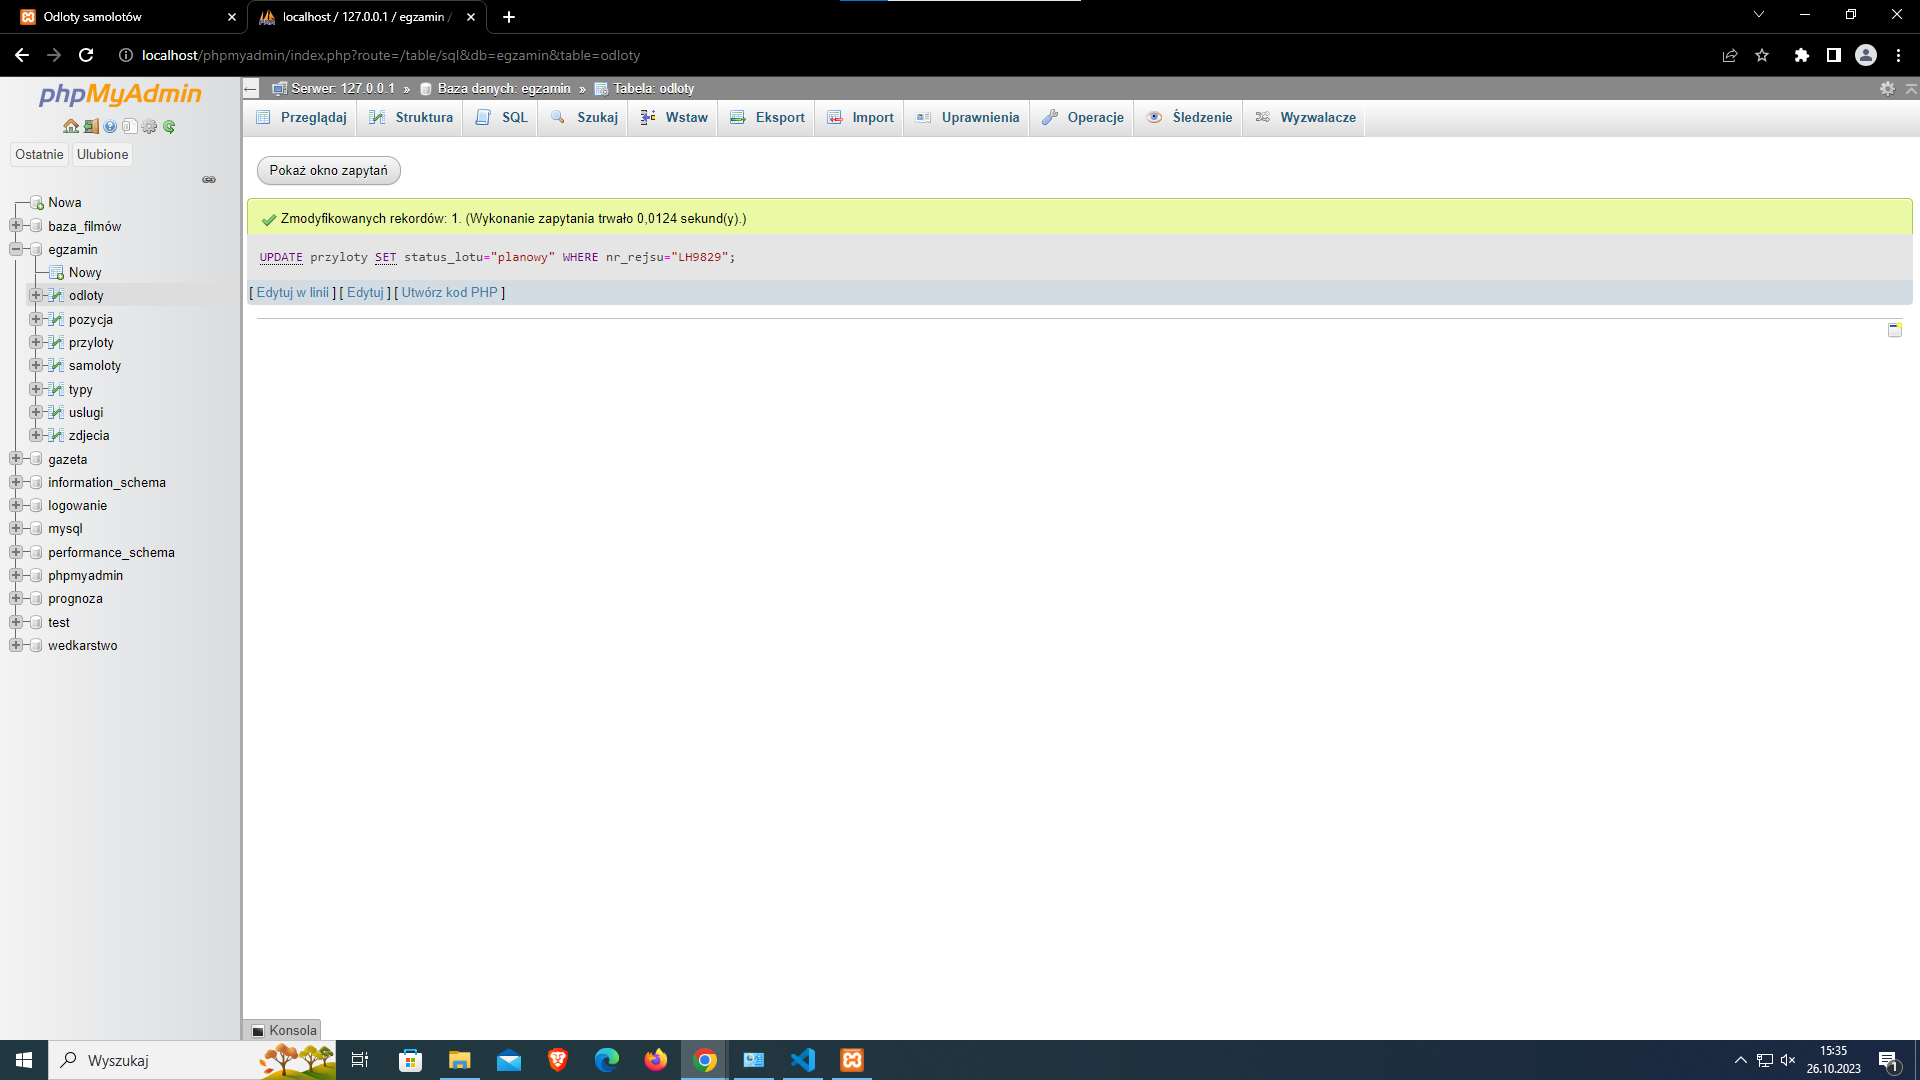 Odloty samolotów
localhost / 127.0.0.1 / egzamin /
localhost/phpmyadmin/index.php?route=/table/sql&db=egzamin&table=odloty
phpMyAdmin
Ostatnie Ulubione
Nowa
baza_filmów
egzamin
Nowy
odloty
pozycja
przyloty
samoloty
typy
uslugi
zdjecia
gazeta
information_schema
logowanie
mysql
performance_schema
phpmyadmin
prognoza
test
wedkarstwo
Serwer: 127.0.0.1 » Baza danych: egzamin » Tabela: odloty
Przeglądaj Struktura SQL Szukaj Wstaw Eksport Import Uprawnienia Operacje Śledzenie Wyzwalacze
Pokaż okno zapytań
Zmodyfikowanych rekordów: 1. (Wykonanie zapytania trwało 0,0124 sekund(y).)
UPDATE przyloty SET status_lotu="planowy" WHERE nr_rejsu="LH9829";
[ Edytuj w linii ] [ Edytuj ] [ Utwórz kod PHP ]
Konsola
Wyszukaj
15:35
26.10.2023
1